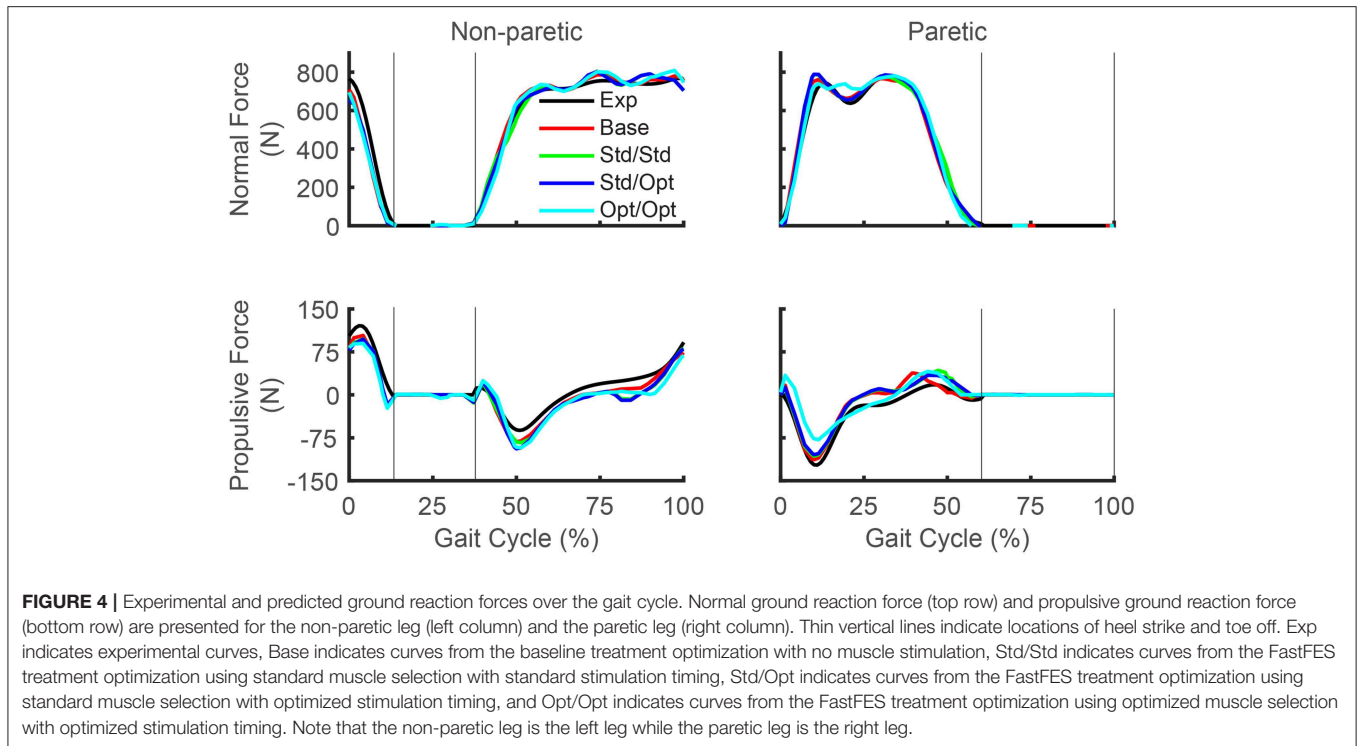 Non-paretic
Paretic
Normal Force
(N)
800
600
400
200
0
Exp
Base
Std/Std
Std/Opt
Opt/Opt
Propulsive Force
(N)
150
75
0
-75
-150
0
25
50
75
100
Gait Cycle (%)
0
25
50
75
100
Gait Cycle (%)
FIGURE 4 | Experimental and predicted ground reaction forces over the gait cycle. Normal ground reaction force (top row) and propulsive ground reaction force
(bottom row) are presented for the non-paretic leg (left column) and the paretic leg (right column). Thin vertical lines indicate locations of heel strike and toe off. Exp
indicates experimental curves, Base indicates curves from the baseline treatment optimization with no muscle stimulation, Std/Std indicates curves from the FastFES
treatment optimization using standard muscle selection with standard stimulation timing, Std/Opt indicates curves from the FastFES treatment optimization using
standard muscle selection with optimized stimulation timing, and Opt/Opt indicates curves from the FastFES treatment optimization using optimized muscle selection
with optimized stimulation timing. Note that the non-paretic leg is the left leg while the paretic leg is the right leg.